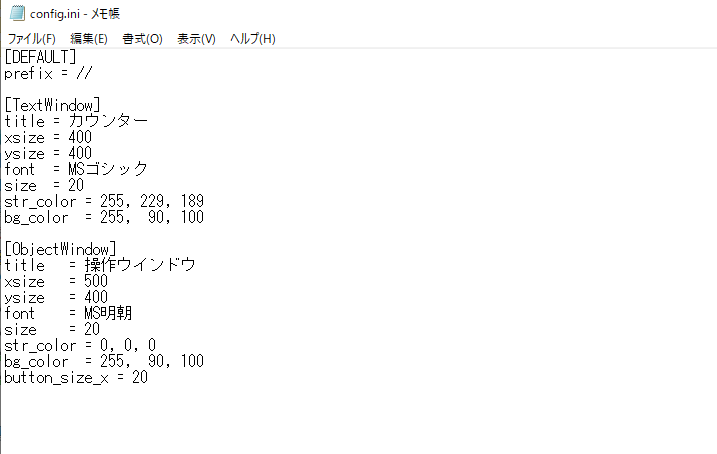 config.ini - メモ帳
ファイル(F) 編集(E) 書式(O) 表示(V) ヘルプ(H)
[DEFAULT]
prefix = //
[TextWindow]
title = カウンター
xsize = 400
ysize = 400
font  = MSゴシック
size  = 20
str_color = 255, 229, 189
bg_color  = 255,  90, 100
[ObjectWindow]
title   = 操作ウインドウ
xsize   = 500
ysize   = 400
font    = MS明朝
size    = 20
str_color = 0, 0, 0
bg_color  = 255,  90, 100
button_size_x = 20